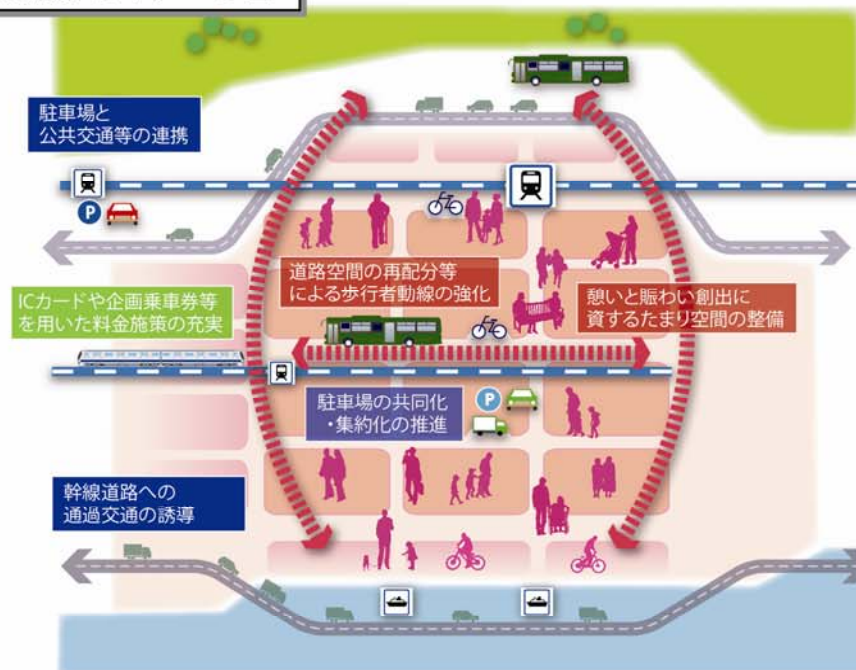 駐車場と
公共交通等の連携
P
道路空間の再配分等
による歩行者動線の強化
ICカードや企画乗車券等
を用いた料金施策の充実
憩いと賑わい創出に
資するたまり空間の整備
駐車場の共同化
・集約化の推進
P
幹線道路への
通過交通の誘導